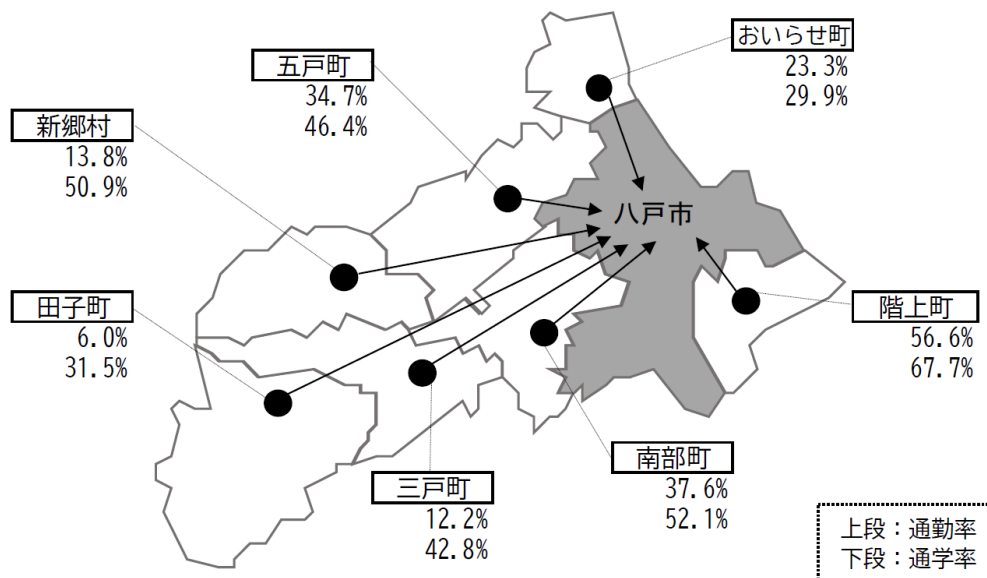 おいらせ町
23.3%
29.9%
五戸町
34.7%
46.4%
新郷村
13.8%
50.9%
八戸市
田子町
6.0%
31.5%
階上町
56.6%
67.7%
三戸町
12.2%
42.8%
南部町
37.6%
52.1%
上段：通勤率
下段：通学率